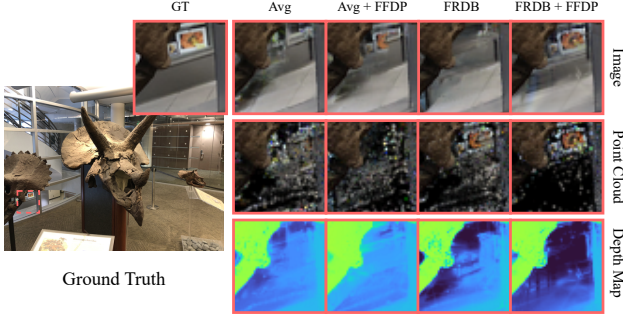 GT Avg Avg + FFDP FRDB FRDB + FFDP
Image
Point Cloud
Depth Map
Ground Truth